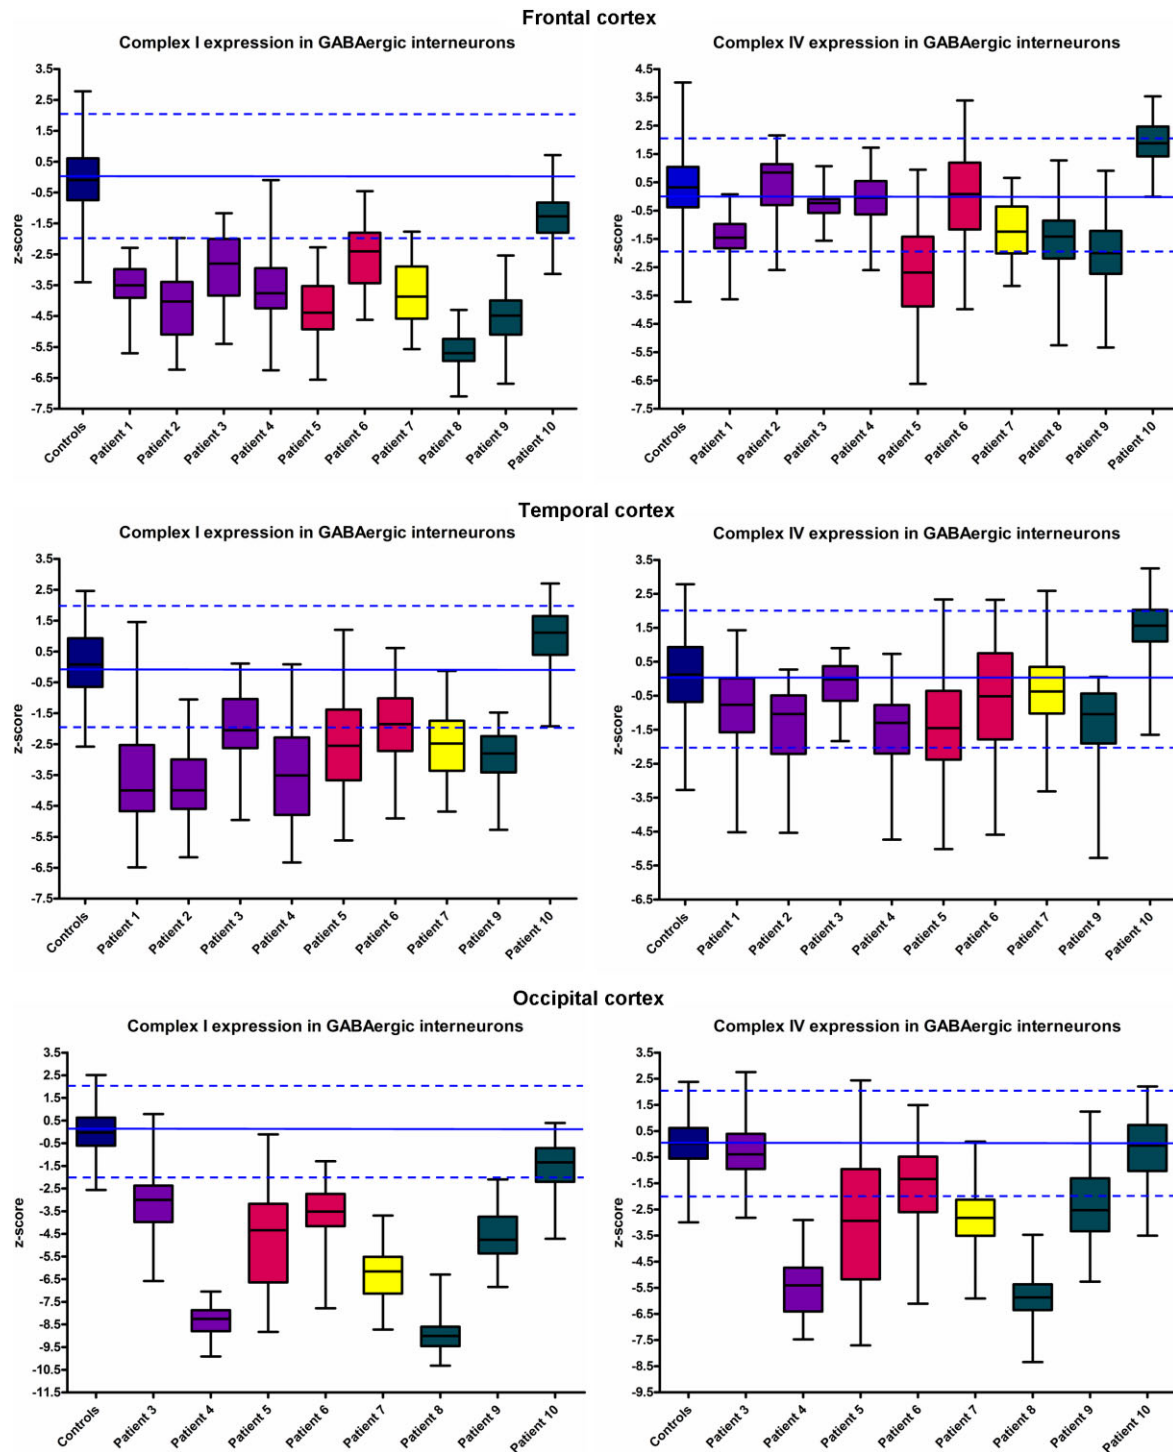 Frontal cortex
Complex I expression in GABAergic interneurons
Complex IV expression in GABAergic interneurons
z-score
3.5
2.5
1.5
0.5
-0.5
-1.5
-2.5
-3.5
-4.5
-5.5
-6.5
-7.5
Controls
Patient 1
Patient 2
Patient 3
Patient 4
Patient 5
Patient 6
Patient 7
Patient 8
Patient 9
Patient 10
z-score
4.5
3.5
2.5
1.5
0.5
-0.5
-1.5
-2.5
-3.5
-4.5
-5.5
-6.5
-7.5
Controls
Patient 1
Patient 2
Patient 3
Patient 4
Patient 5
Patient 6
Patient 7
Patient 8
Patient 9
Patient 10
Temporal cortex
Complex I expression in GABAergic interneurons
Complex IV expression in GABAergic interneurons
z-score
3.5
2.5
1.5
0.5
-0.5
-1.5
-2.5
-3.5
-4.5
-5.5
-6.5
-7.5
Controls
Patient 1
Patient 2
Patient 3
Patient 4
Patient 5
Patient 6
Patient 7
Patient 9
Patient 10
z-score
3.5
2.5
1.5
0.5
-0.5
-1.5
-2.5
-3.5
-4.5
-5.5
-6.5
Controls
Patient 1
Patient 2
Patient 3
Patient 4
Patient 5
Patient 6
Patient 7
Patient 9
Patient 10
Occipital cortex
Complex I expression in GABAergic interneurons
Complex IV expression in GABAergic interneurons
z-score
3.5
2.5
1.5
0.5
-0.5
-1.5
-2.5
-3.5
-4.5
-5.5
-6.5
-7.5
-8.5
-9.5
-10.5
-11.5
Controls
Patient 3
Patient 4
Patient 5
Patient 6
Patient 7
Patient 8
Patient 9
Patient 10
z-score
3.5
2.5
1.5
0.5
-0.5
-1.5
-2.5
-3.5
-4.5
-5.5
-6.5
-7.5
-8.5
-9.5
Controls
Patient 3
Patient 4
Patient 5
Patient 6
Patient 7
Patient 8
Patient 9
Patient 10